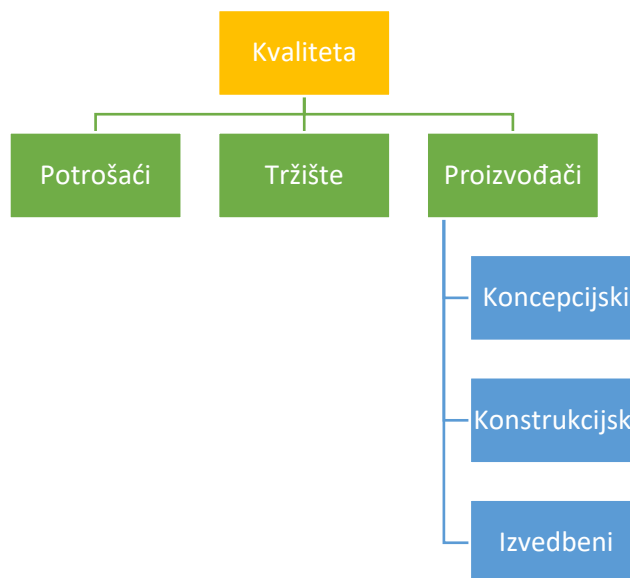 Kvaliteta
Potrošaći
Tržište
Proizvođači
Koncepcijski
Konstrukcijsk
Izvedbeni